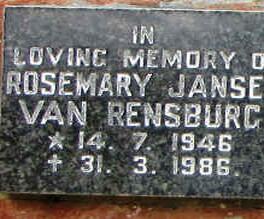 IN
LOVING MEMORY O
ROSEMARY JANSE
VAN RENSBURG
x 14. 7. 1946
† 31. 3. 1986.